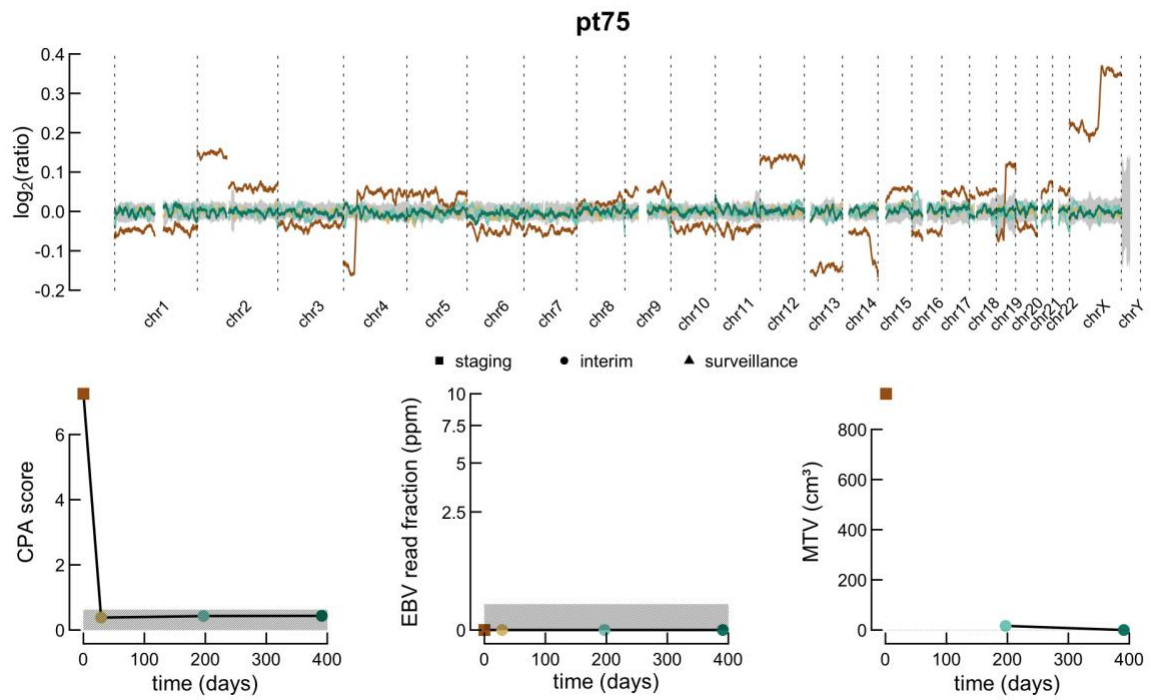 pt75
0.4
0.3
0.2
0.1
0.0
-0.1
-0.2
log2(ratio)
chr1 chr2 chr3 chr4 chr5 chr6 chr7 chr8 chr9 chr10 chr11 chr12 chr13 chr14 chr15 chr16 chr17 chr18 chr19 chr20 chr21 chr22 chrX chrY
staging interim surveillance
CPA score
6
4
2
0
0 100 200 300 400
time (days)
EBV read fraction (ppm)
10
7.5
5
2.5
0
0 100 200 300 400
time (days)
MTV (cm³)
800
600
400
200
0
0 100 200 300 400
time (days)